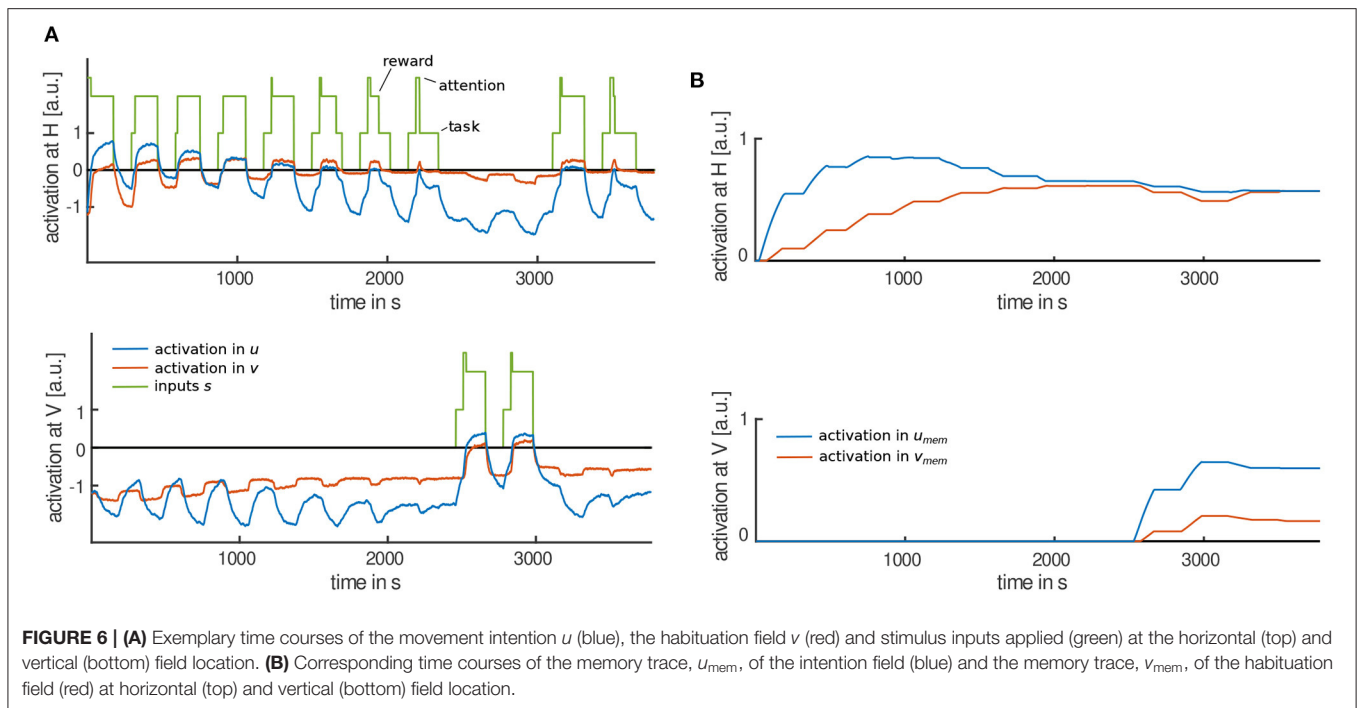 A
activation at H [a.u.]
1
0
-1
reward
attention
task
1000
2000
3000
time in s
activation at V [a.u.]
activation in u
activation in v
inputs s
1
0
-1
1000
2000
3000
time in s
B
activation at H [a.u.]
1
0
1000
2000
3000
time in s
activation at V [a.u.]
1
0
activation in umem
activation in vmem
1000
2000
3000
time in s
FIGURE 6 | (A) Exemplary time courses of the movement intention u (blue), the habituation field v (red) and stimulus inputs applied (green) at the horizontal (top) and
vertical (bottom) field location. (B) Corresponding time courses of the memory trace, umem, of the intention field (blue) and the memory trace, vmem, of the habituation
field (red) at horizontal (top) and vertical (bottom) field location.